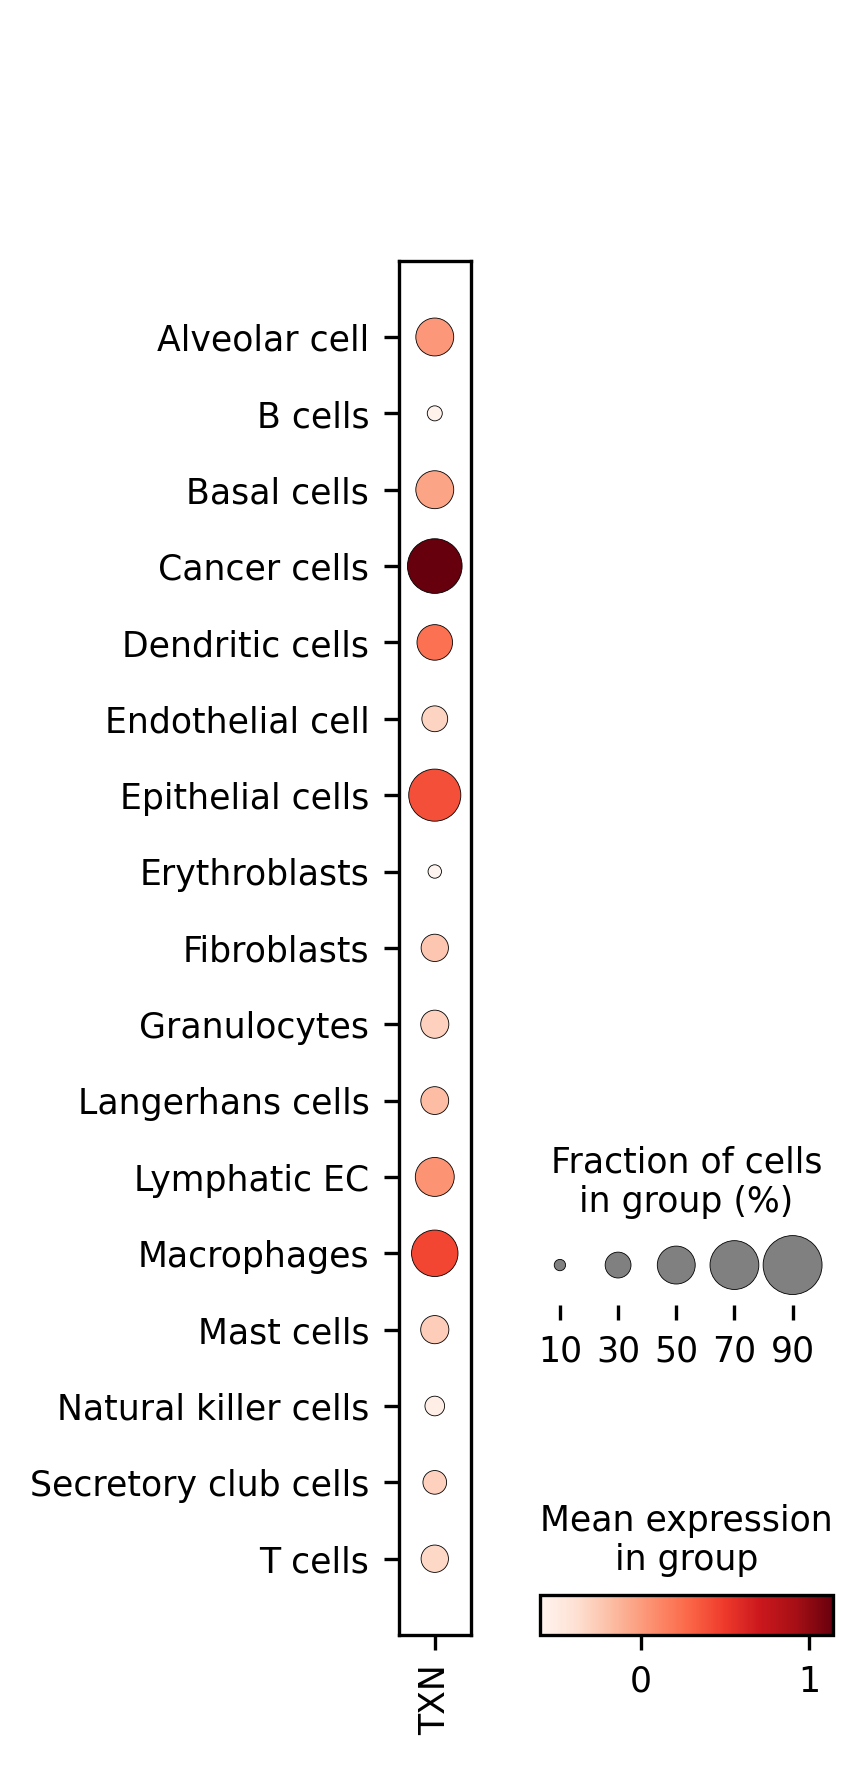 Alveolar cell
B cells
Basal cells
Cancer cells
Dendritic cells
Endothelial cell
Epithelial cells
Erythroblasts
Fibroblasts
Granulocytes
Langerhans cells
Lymphatic EC
Macrophages
Mast cells
Natural killer cells
Secretory club cells
T cells
TXN
Fraction of cells
in group (%)
10 30 50 70 90
Mean expression
in group
0 1